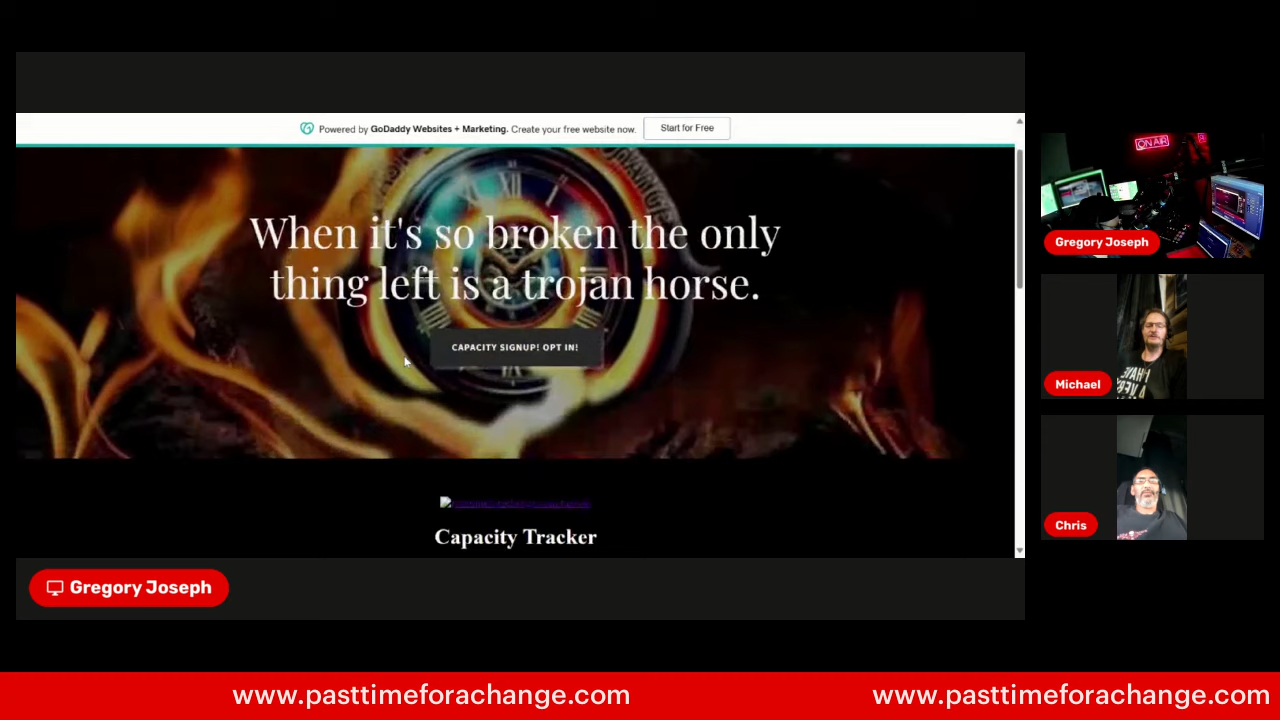 Powered by GoDaddy Websites + Marketing. Create your free website now.
Start for Free
When it's so broken the only
thing left is a trojan horse.
CAPACITY SIGNUP! OPT IN!
Capacity Tracker
Gregory Joseph
ON AIR
Gregory Joseph
Michael
Chris
www.pasttimeforachange.com
www.pasttimeforachange.com